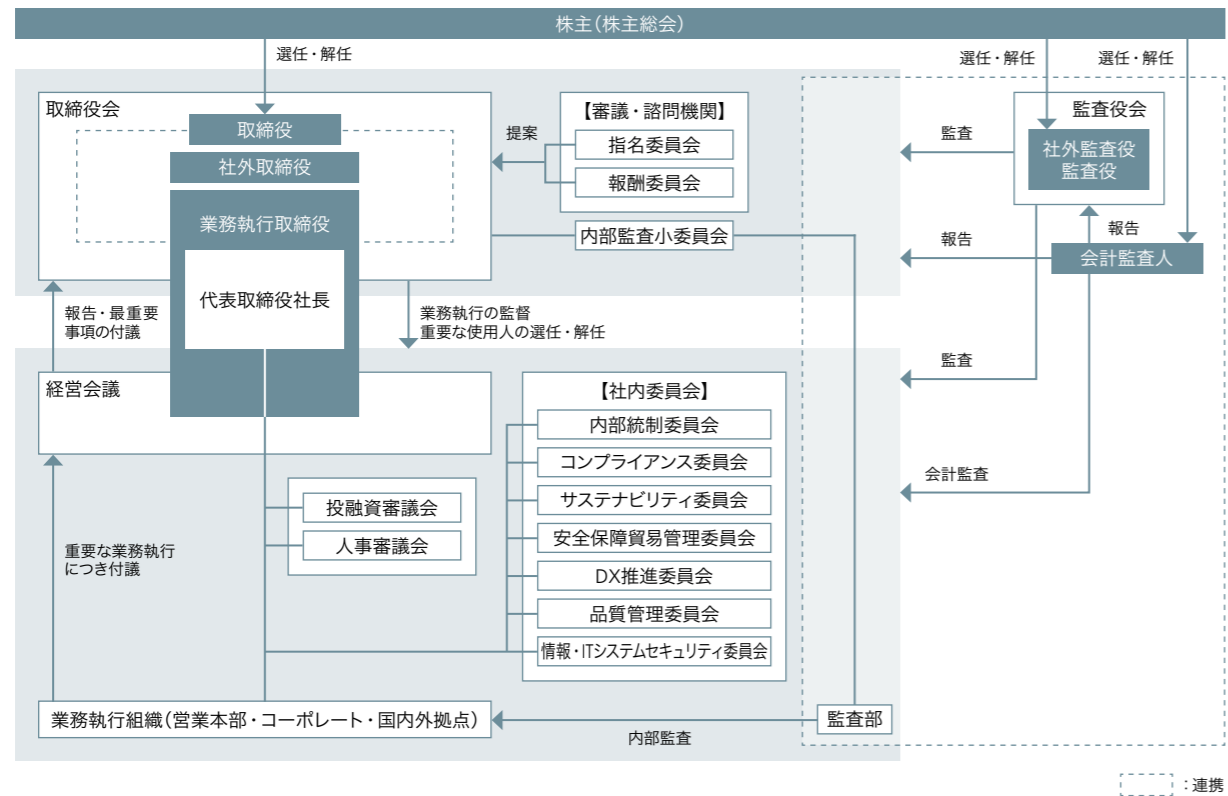 株主（株主総会）
選任・解任
選任・解任
選任・解任
取締役会
取締役
社外取締役
業務執行取締役
代表取締役社長
提案
【審議・諮問機関】
指名委員会
報酬委員会
内部監査小委員会
監査
監査役会
社外監査役
監査役
報告
報告
会計監査人
報告・最重要
事項の付議
業務執行の監督
重要な使用人の選任・解任
監査
経営会議
【社内委員会】
内部統制委員会
コンプライアンス委員会
サステナビリティ委員会
安全保障貿易管理委員会
DX推進委員会
品質管理委員会
情報・ITシステムセキュリティ委員会
会計監査
投融資審議会
人事審議会
重要な業務執行
につき付議
業務執行組織（営業本部・コーポレート・国内外拠点）
内部監査
監査部
：連携